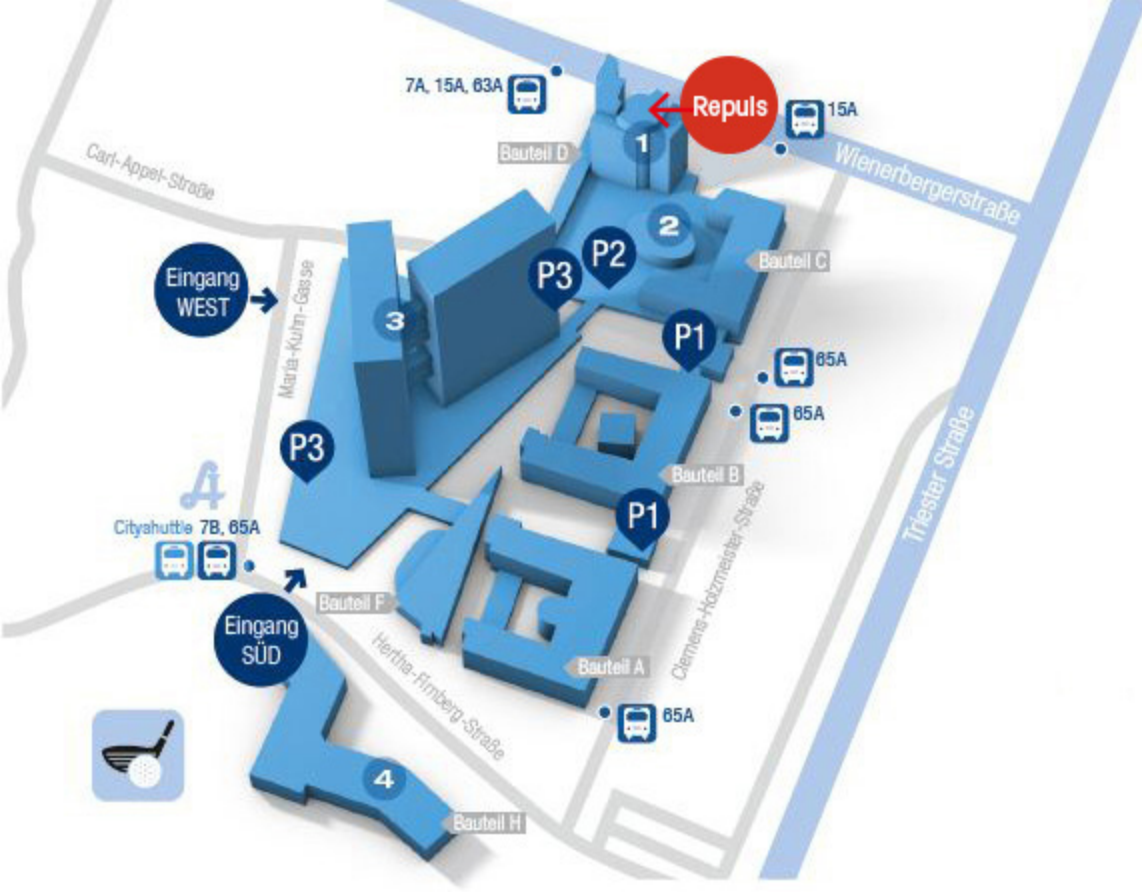 7A, 15A, 63A
Repuls
15A
1
Bauteil D
Wienerbergerstraße
Carl-Appel-Straße
2
P2
P3
Bauteil C
Eingang
WEST
Maria-Kuhn-Gasse
3
P1
65A
65A
P3
Bauteil B
Triester Straße
P1
Clemens-Holzmeister-Straße
Cityahuttle 7B, 65A
Bauteil F
Eingang
SÜD
Hertha-Firnberg-Straße
Bauteil A
65A
4
Bauteil H